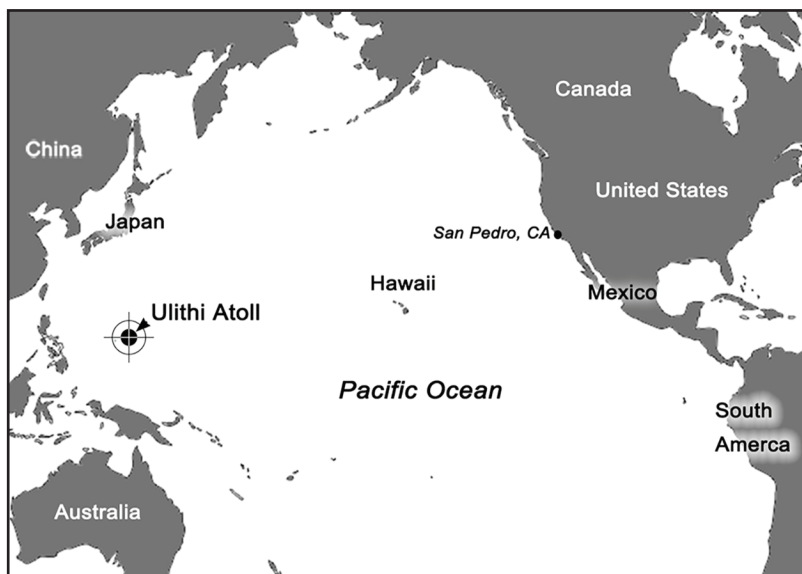 Canada
China
United States
Japan
San Pedro, CA
Hawaii
Mexico
Ulithi Atoll
Pacific Ocean
South
Amerca
Australia